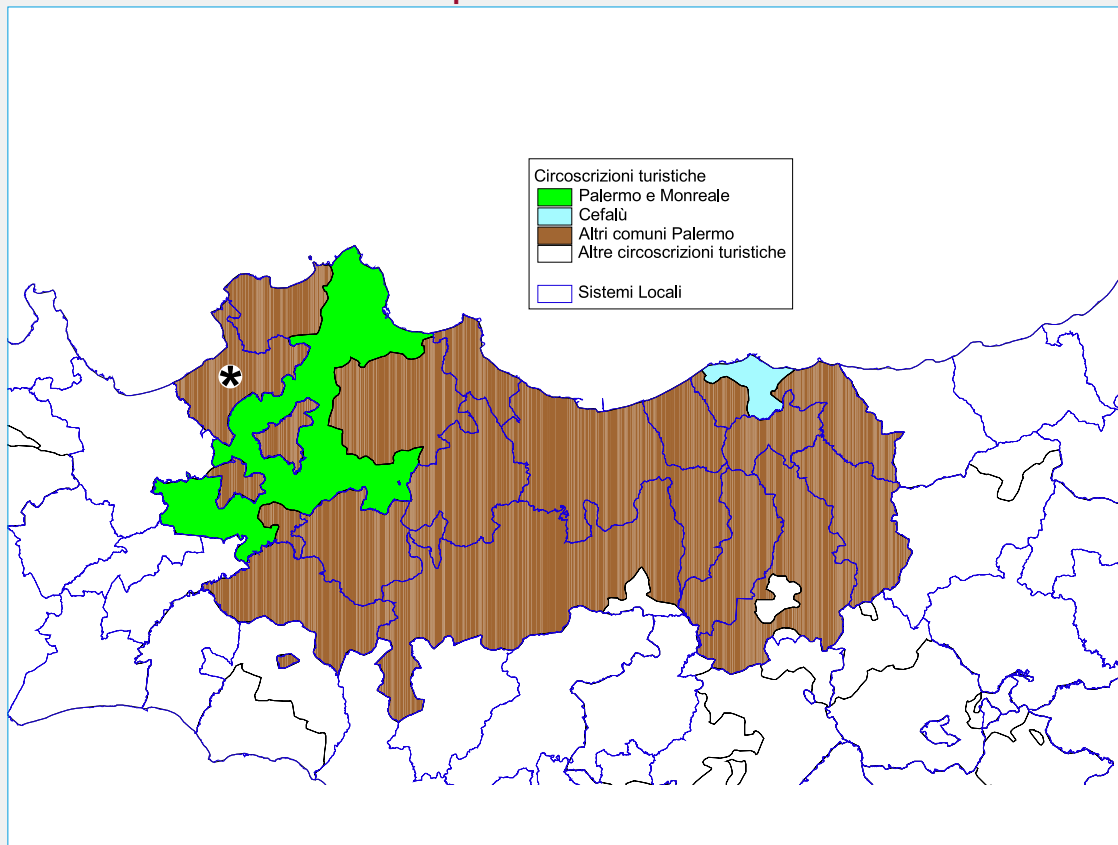 Circoscrizioni turistiche
Palermo e Monreale
Cefalù
Altri comuni Palermo
Altre circoscrizioni turistiche
Sistemi Locali